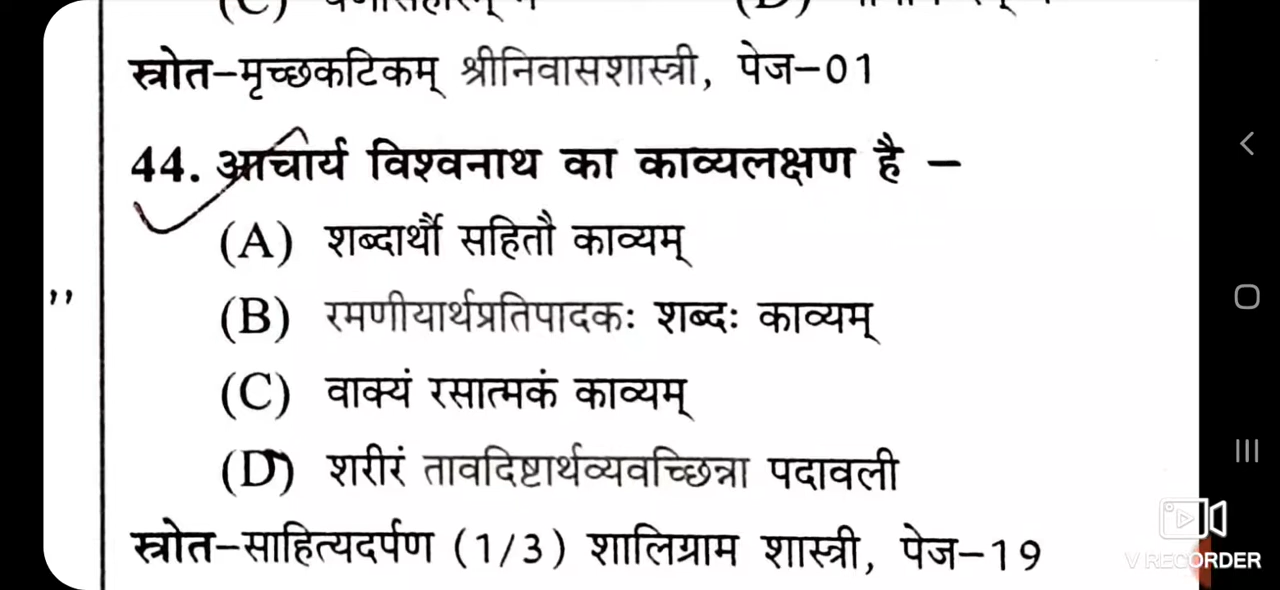 स्त्रोत–मृच्छकटिकम् श्रीनिवासशास्त्री, पेज–01
44. आचार्य विश्वनाथ का काव्यलक्षण है –
(A) शब्दार्थौ सहितौ काव्यम्
(B) रमणीयार्थप्रतिपादकः शब्दः काव्यम्
,,
(C) वाक्यं रसात्मकं काव्यम्
(D) शरीरं तावदिष्टार्थव्यवच्छिन्ना पदावली
स्त्रोत–साहित्यदर्पण (1/3) शालिग्राम शास्त्री, पेज–19
V RECORDER